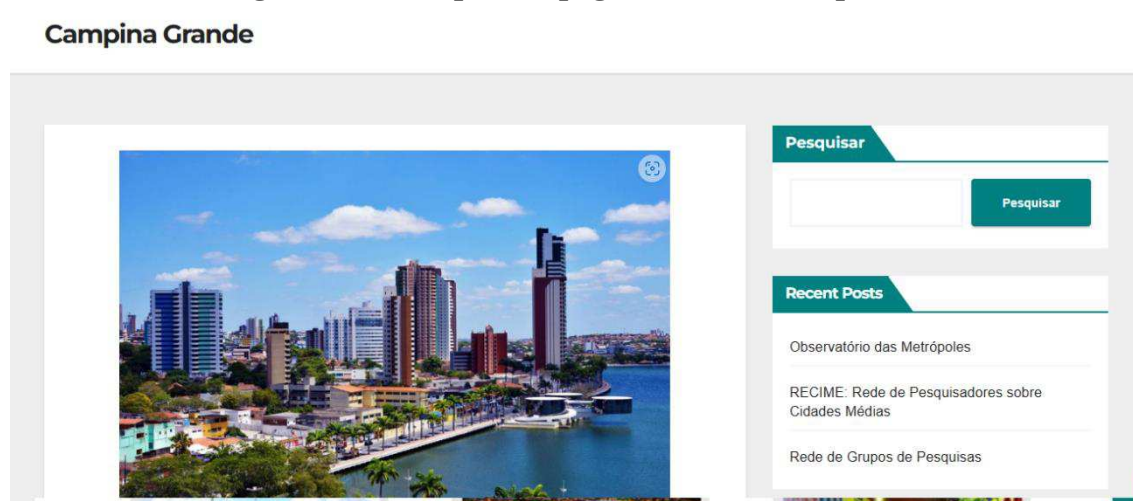 Campina Grande
Pesquisar
Pesquisar
Recent Posts
Observatório das Metrópoles
RECIME: Rede de Pesquisadores sobre
Cidades Médias
Rede de Grupos de Pesquisas